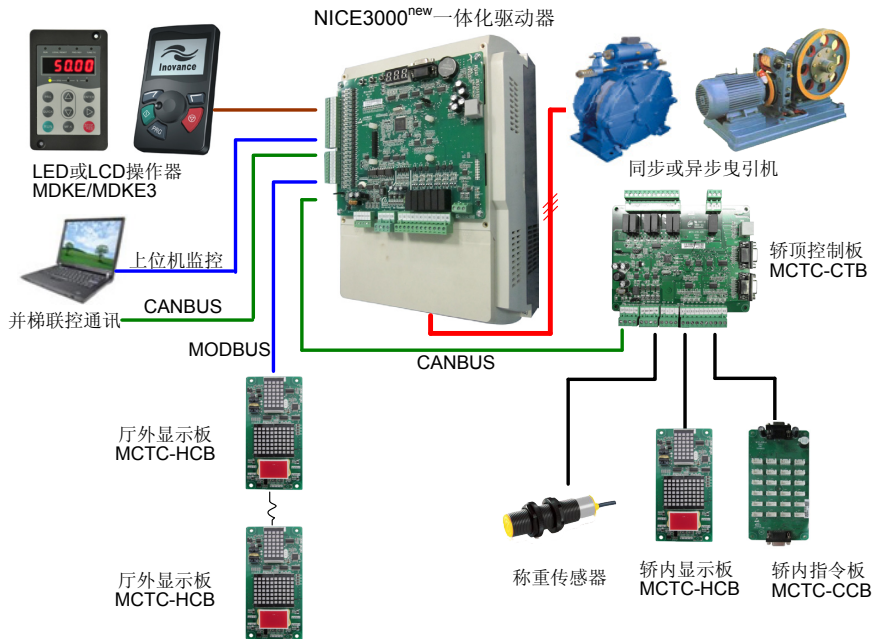 NICE3000new一体化驱动器
50.00
Inovance
PRG
LED或LCD操作器
MDKE/MDKE3
同步或异步曳引机
上位机监控
并梯联控通讯
CANBUS
MODBUS
CANBUS
轿顶控制板
MCTC-CTB
厅外显示板
MCTC-HCB
厅外显示板
MCTC-HCB
称重传感器
轿内显示板
MCTC-HCB
轿内指令板
MCTC-CCB